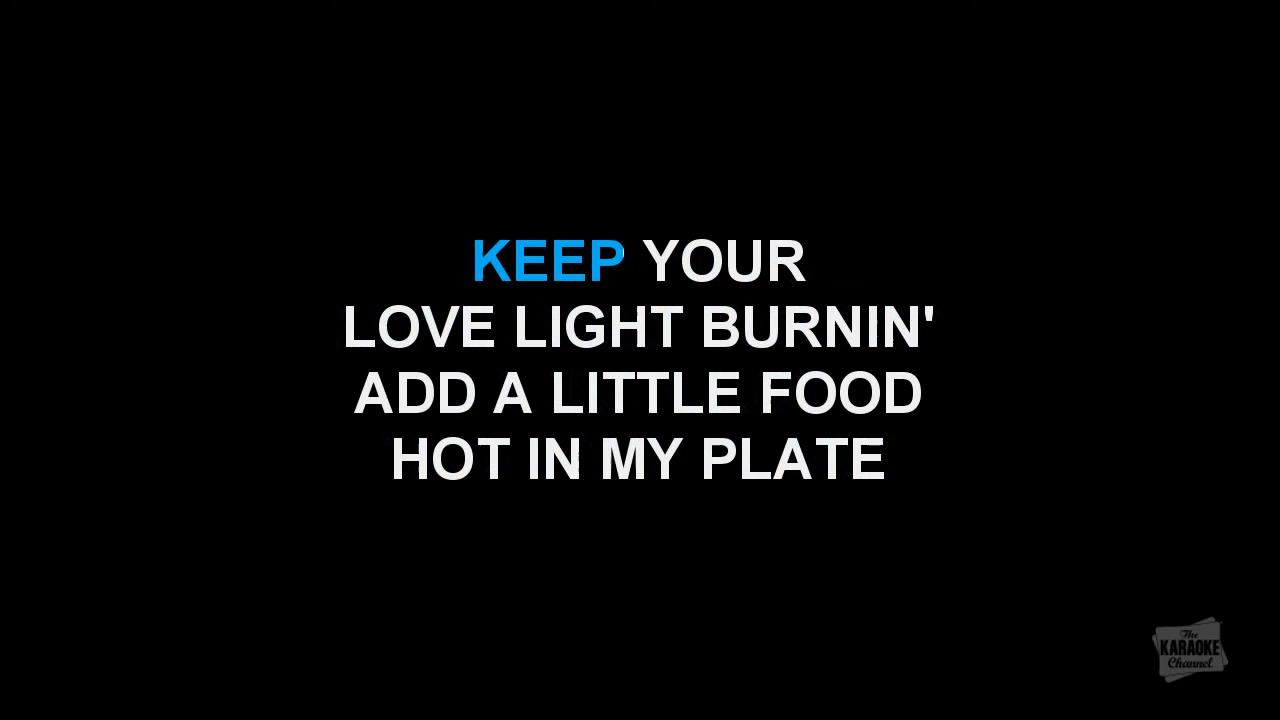 KEEP YOUR
LOVE LIGHT BURNIN'
ADD A LITTLE FOOD
HOT IN MY PLATE
The
KARAOKE
Channel